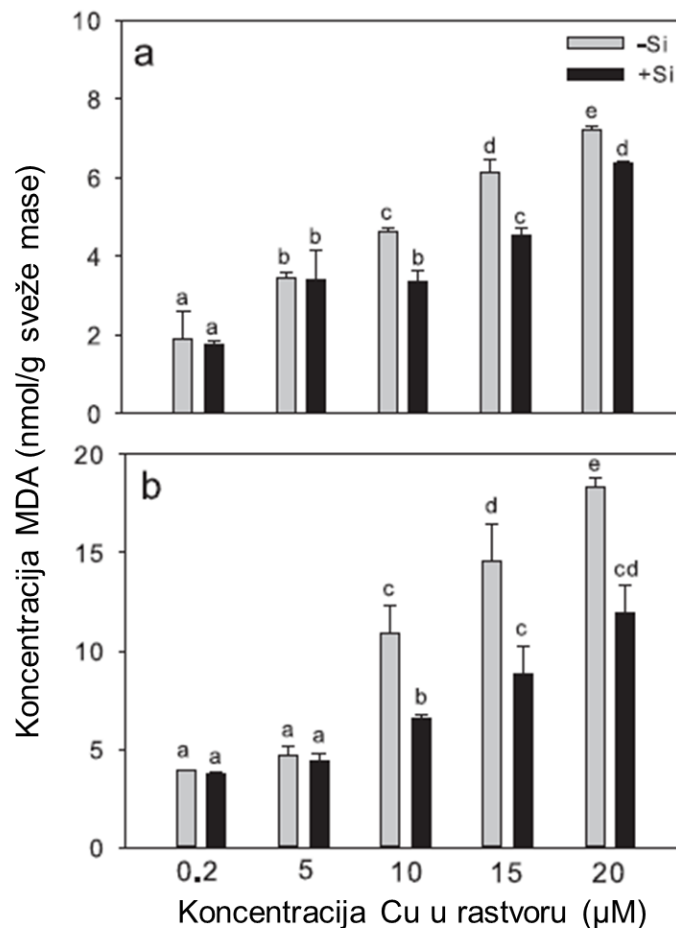 Koncentracija MDA (nmol/g sveže mase)
a
-Si
+Si
10
8
6
4
2
0
a
a
b
b
c
b
d
c
e
d
b
20
15
10
5
0
a
a
a
a
c
b
d
c
e
cd
0.2
5
10
15
20
Koncentracija Cu u rastvoru (µM)